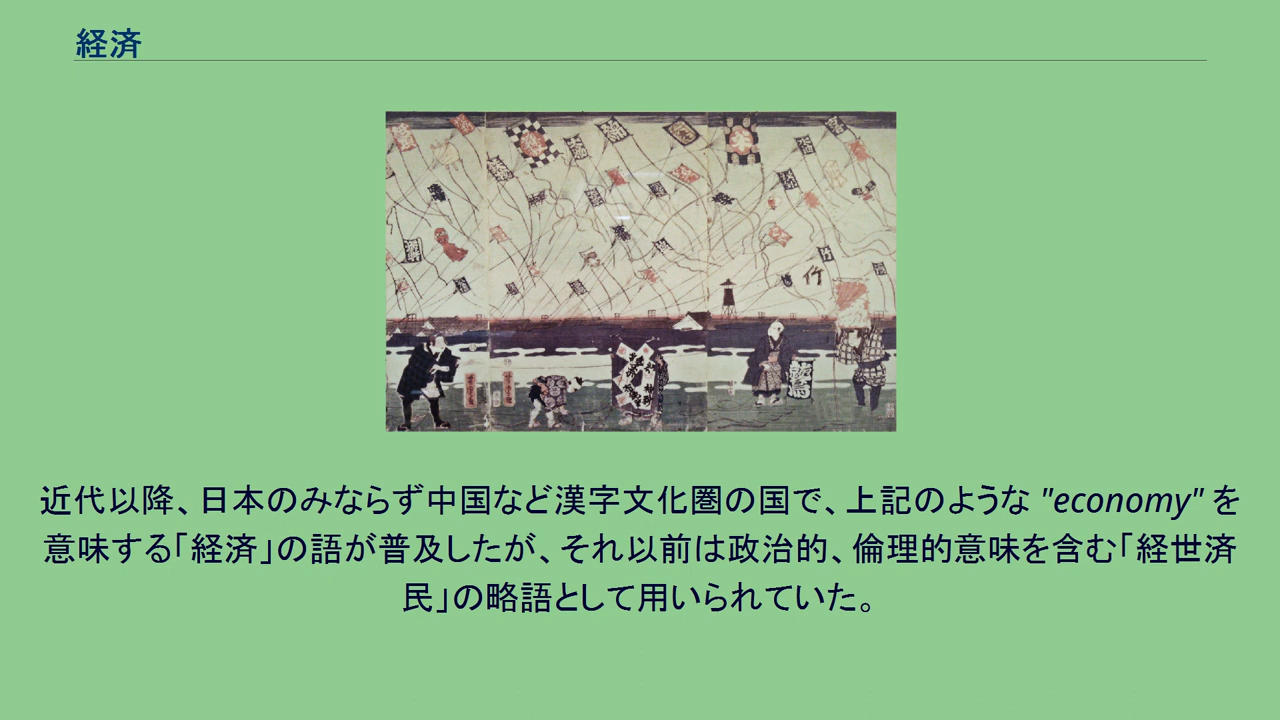 経済
近代以降、日本のみならず中国など漢字文化圏の国で、上記のような "economy" を
意味する「経済」の語が普及したが、それ以前は政治的、倫理的意味を含む「経世済
民」の略語として用いられていた。